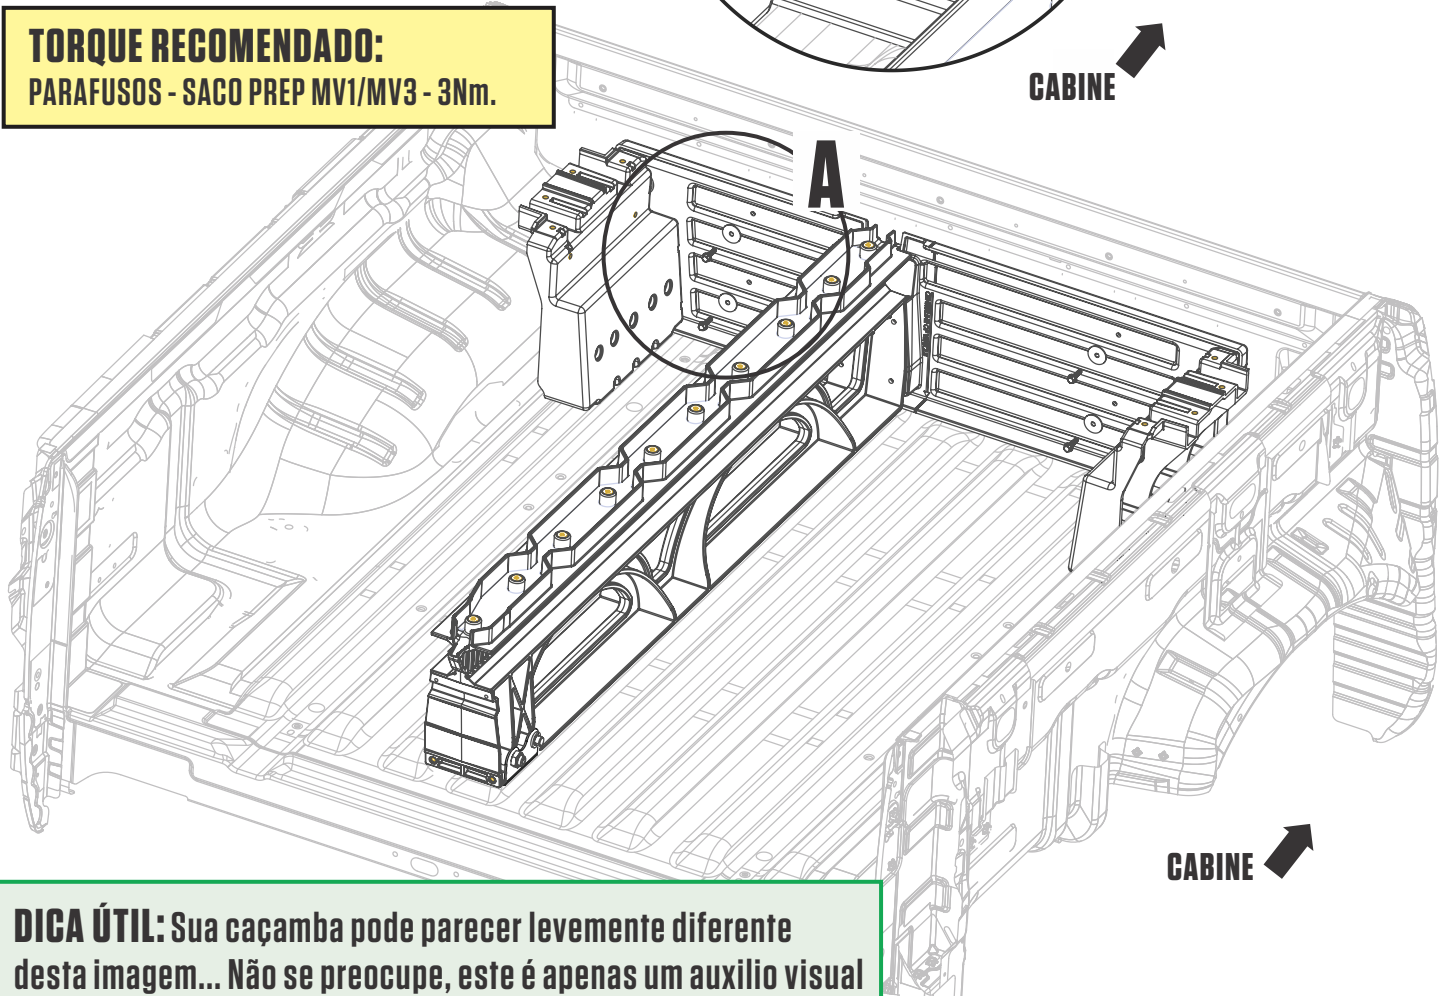 TORQUE RECOMENDADO:
PARAFUSOS - SACO PREP MV1/MV3 - 3Nm.
CABINE
A
CABINE
DICA ÚTIL: Sua caçamba pode parecer levemente diferente
desta imagem... Não se preocupe, este é apenas um auxilio visual